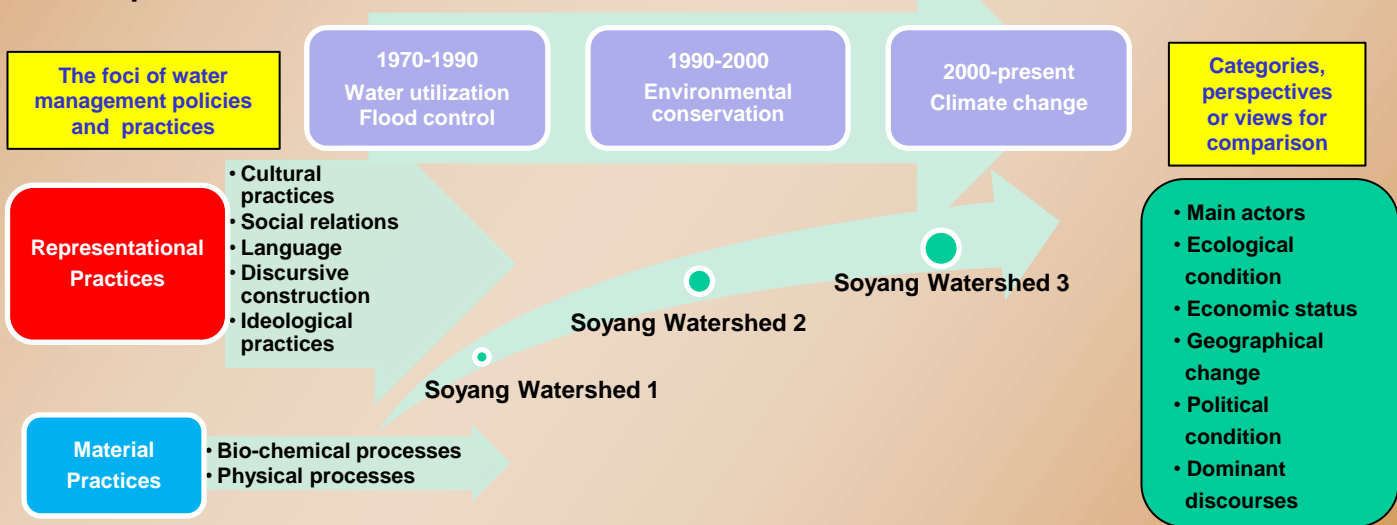 The foci of water
management policies
and practices
1970-1990
Water utilization
Flood control
1990-2000
Environmental
conservation
2000-present
Climate change
Categories,
perspectives
or views for
comparison
Representational
Practices
• Cultural
practices
• Social relations
• Language
• Discursive
construction
• Ideological
practices
Soyang Watershed 1
Soyang Watershed 2
Soyang Watershed 3
Material
Practices
• Bio-chemical processes
• Physical processes
• Main actors
• Ecological
condition
• Economic status
• Geographical
change
• Political
condition
• Dominant
discourses